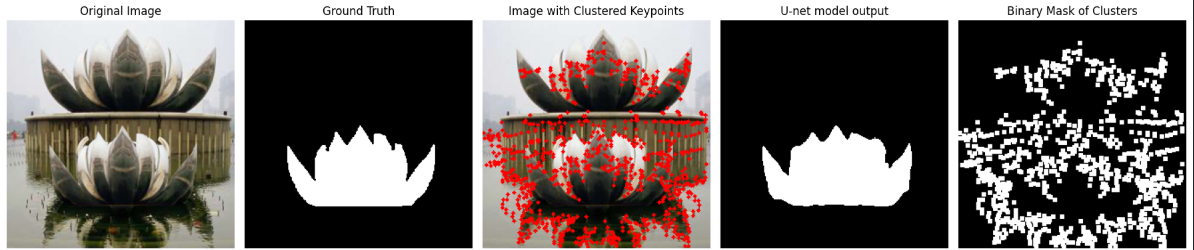 Original Image
Ground Truth
Image with Clustered Keypoints
U-net model output
Binary Mask of Clusters